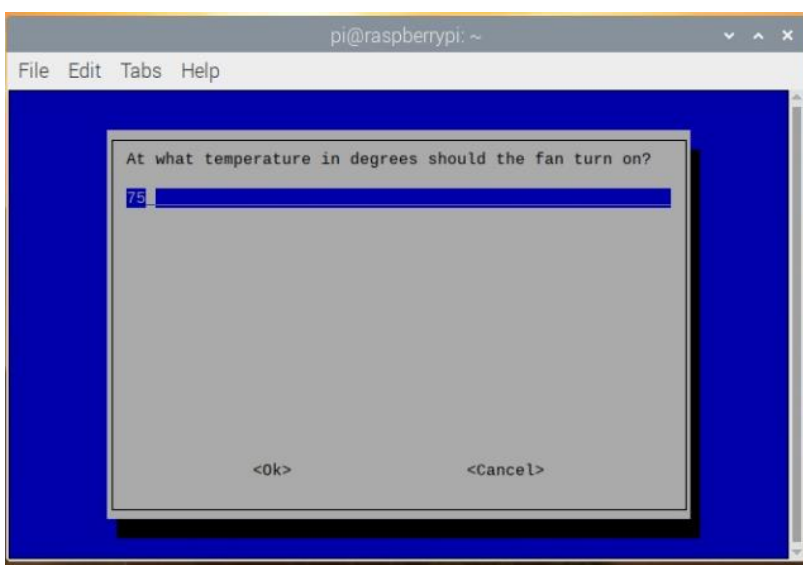 pi@raspberrypi: ~
File Edit Tabs Help
At what temperature in degrees should the fan turn on?
75
<Ok> <Cancel>